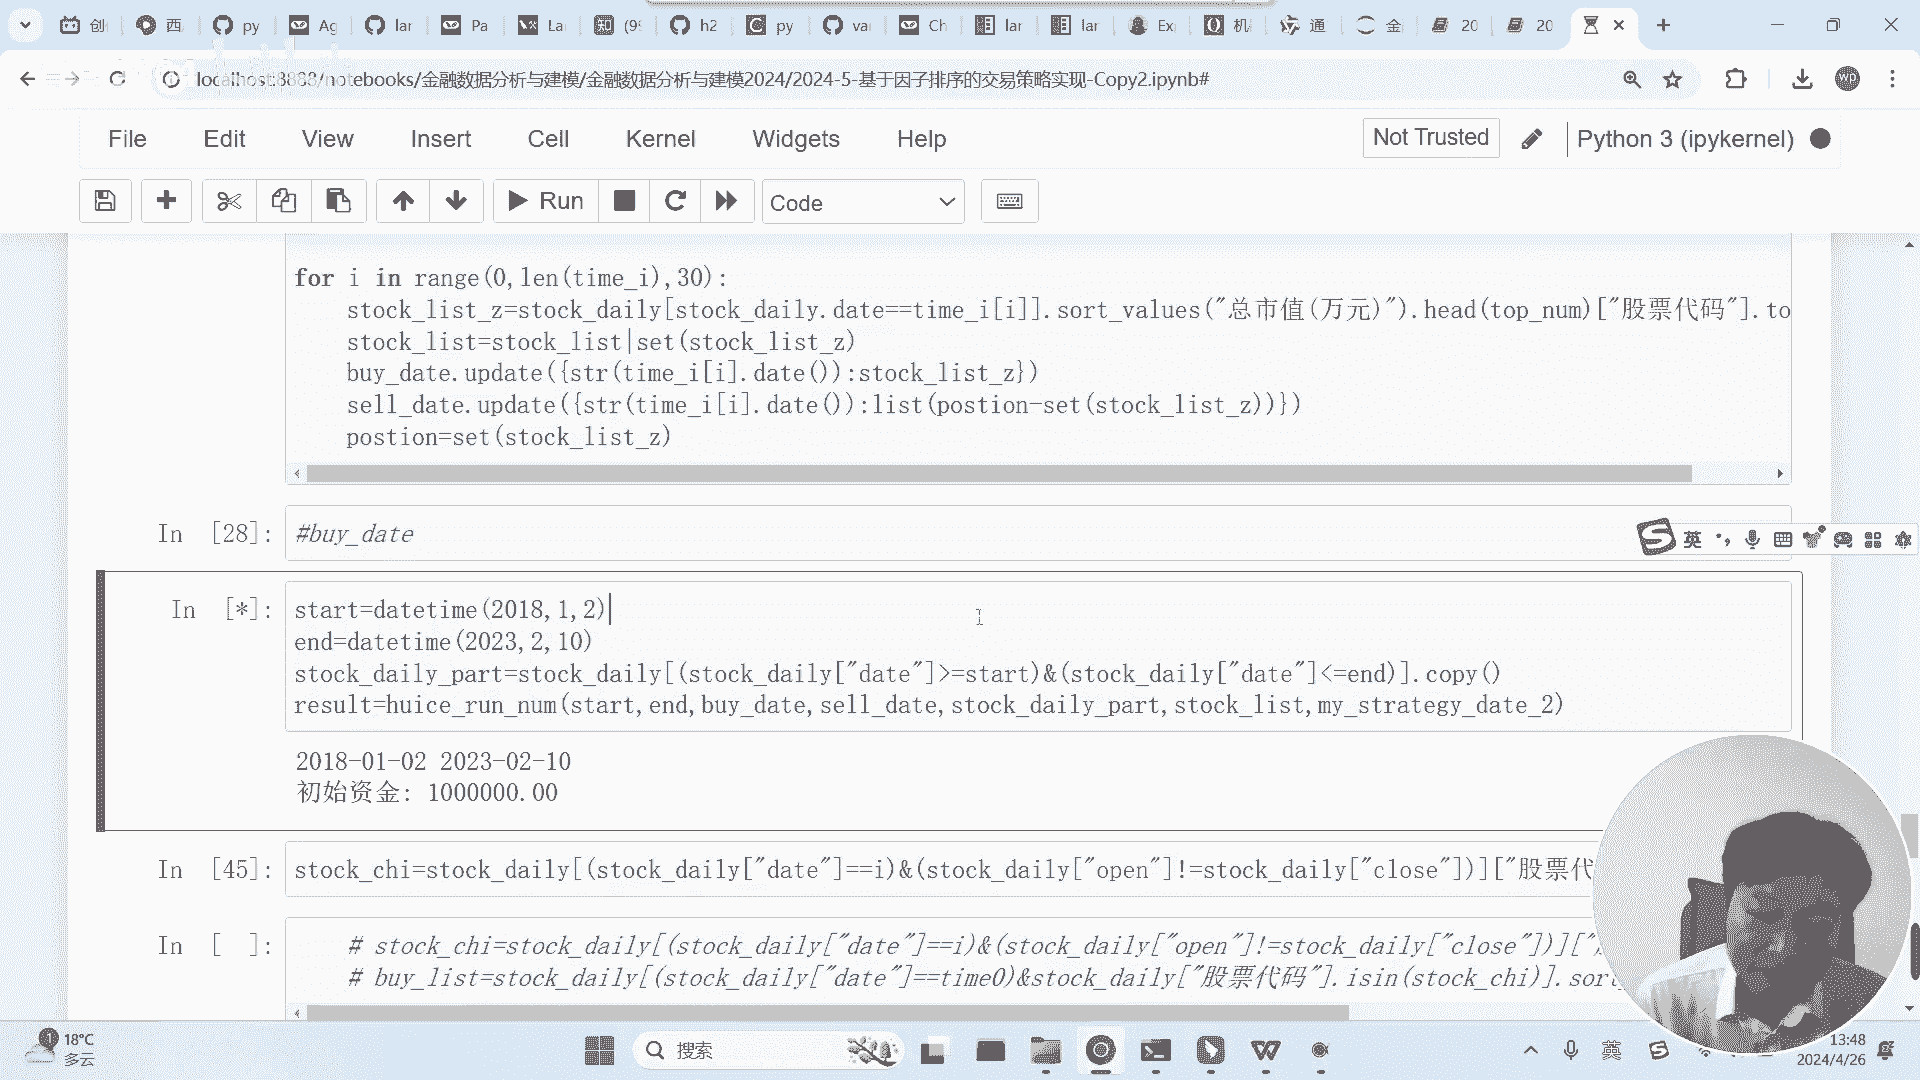 创
西
py
Ag
lar
Pa
La
知 (9
h2
py
va
Ch
lar
lar
Ex
机
通
金
20
20
localhost:8888/notebooks/金融数据分析与建模/金融数据分析与建模2024/2024-5-基于因子排序的交易策略实现-Copy2.ipynb#
wp
File Edit View Insert Cell Kernel Widgets Help
Not Trusted
Python 3 (ipykernel)
Run
Code
for i in range(0,len(time_i),30):
stock_list_z=stock_daily[stock_daily.date==time_i[i]].sort_values("总市值(万元)").head(top_num)["股票代码"].to
stock_list=stock_list|set(stock_list_z)
buy_date.update({str(time_i[i].date()):stock_list_z})
sell_date.update({str(time_i[i].date()):list(postion-set(stock_list_z))})
postion=set(stock_list_z)
In [28]: #buy_date
英
In [*]: start=datetime(2018,1,2)
end=datetime(2023,2,10)
stock_daily_part=stock_daily[(stock_daily["date"]>=start)&(stock_daily["date"]<=end)].copy()
result=huice_run_num(start,end,buy_date,sell_date,stock_daily_part,stock_list,my_strategy_date_2)
2018-01-02 2023-02-10
初始资金: 1000000.00
In [45]: stock_chi=stock_daily[(stock_daily["date"]==i)&(stock_daily["open"]!=stock_daily["close"])]["股票代
In [ ]: # stock_chi=stock_daily[(stock_daily["date"]==i)&(stock_daily["open"]!=stock_daily["close"])]["
# buy_list=stock_daily[(stock_daily["date"]==time0)&stock_daily["股票代码"].isin(stock_chi)].sor
1
18°C
多云
搜索
英
13:48
2024/4/26